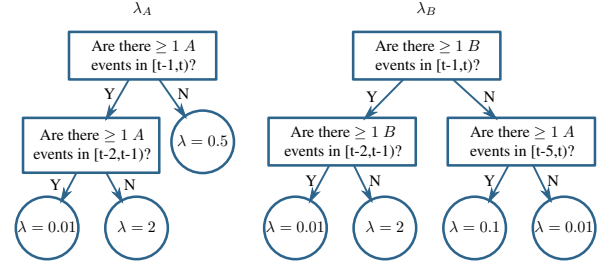 λ_A
λ_B
Are there ≥ 1 A
events in [t-1,t)?
Are there ≥ 1 B
events in [t-1,t)?
Y
N
Y
N
Are there ≥ 1 A
events in [t-2,t-1)?
λ = 0.5
Are there ≥ 1 B
events in [t-2,t-1)?
Are there ≥ 1 A
events in [t-5,t)?
Y
N
Y
N
Y
N
λ = 0.01
λ = 2
λ = 0.01
λ = 2
λ = 0.1
λ = 0.01